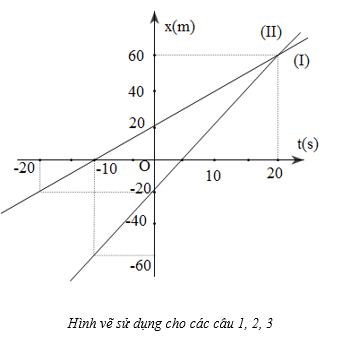 x(m)
(II)
60
(I)
40
20
t(s)
-20
-10
O
10
20
-20
-40
-60
Hình vẽ sử dụng cho các câu 1, 2, 3